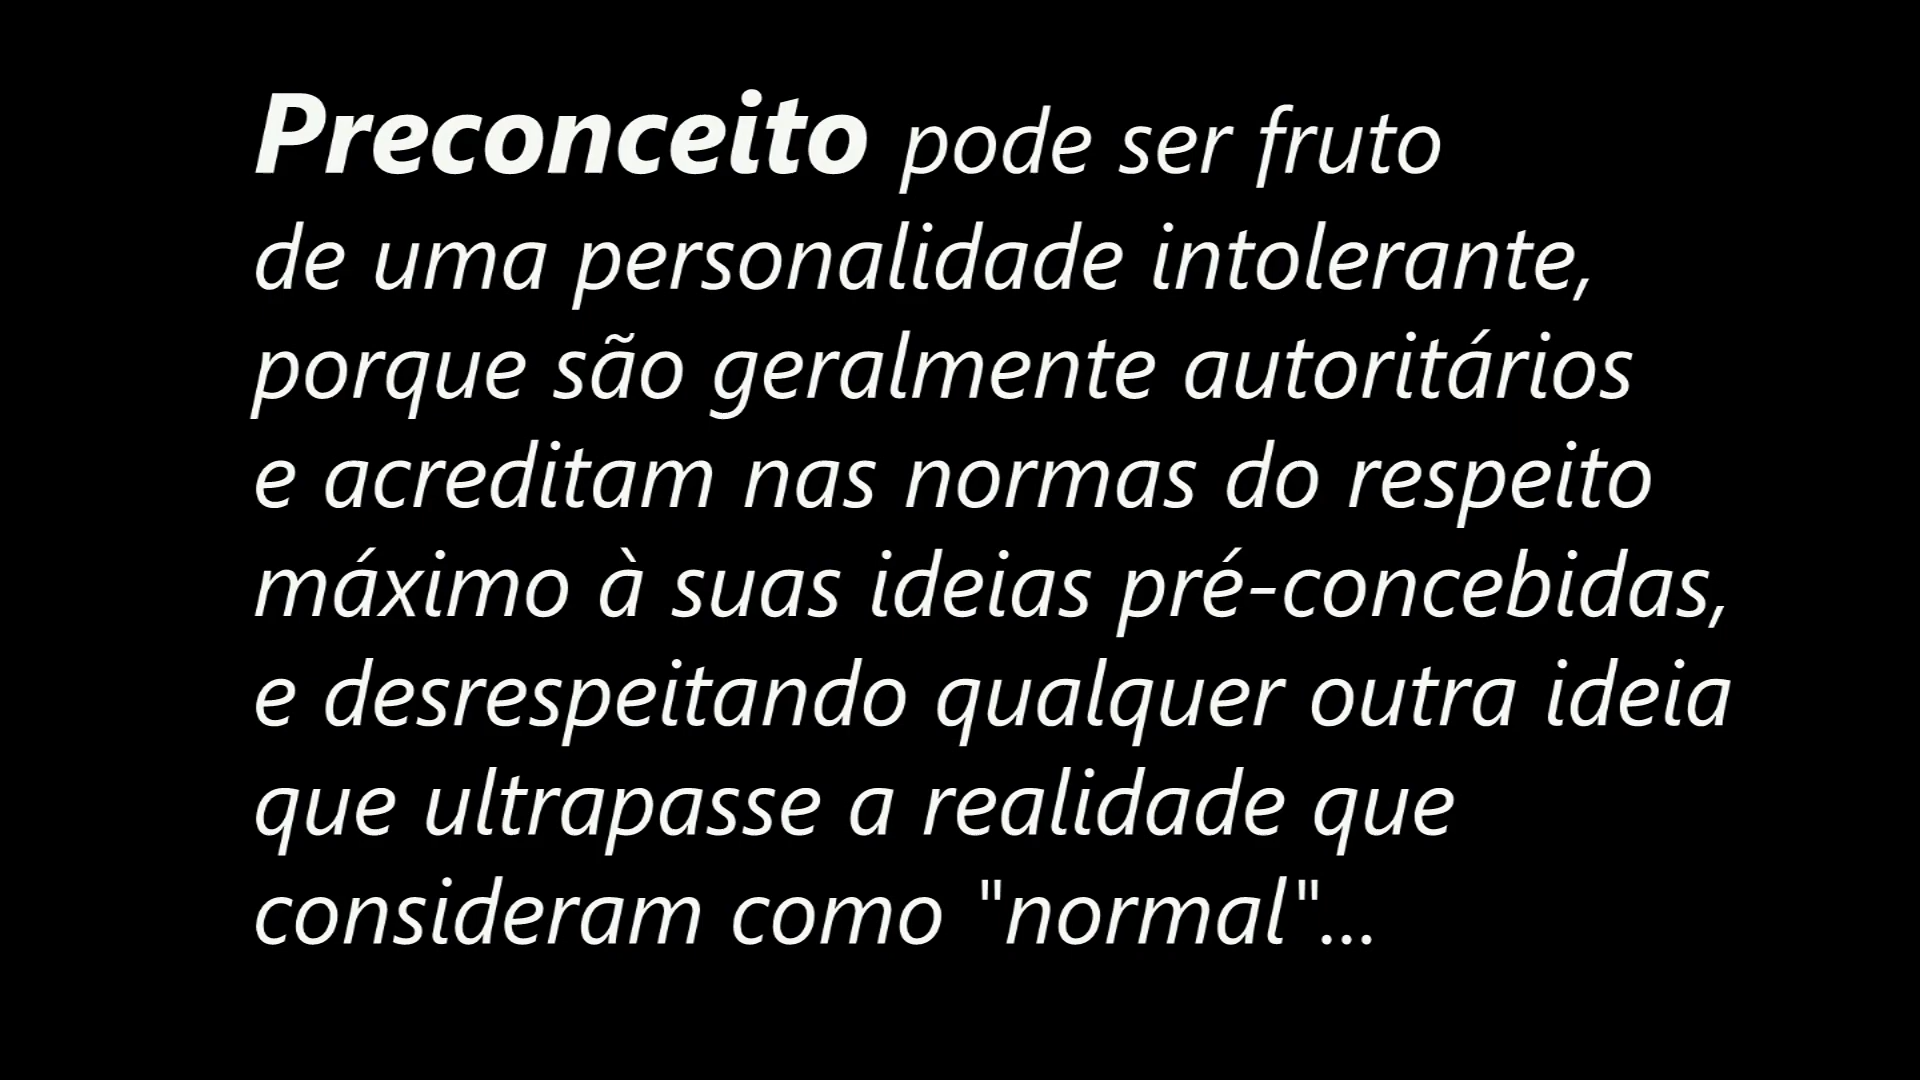 Preconceito pode ser fruto
de uma personalidade intolerante,
porque são geralmente autoritários
e acreditam nas normas do respeito
máximo à suas ideias pré-concebidas,
e desrespeitando qualquer outra ideia
que ultrapasse a realidade que
consideram como "normal"...